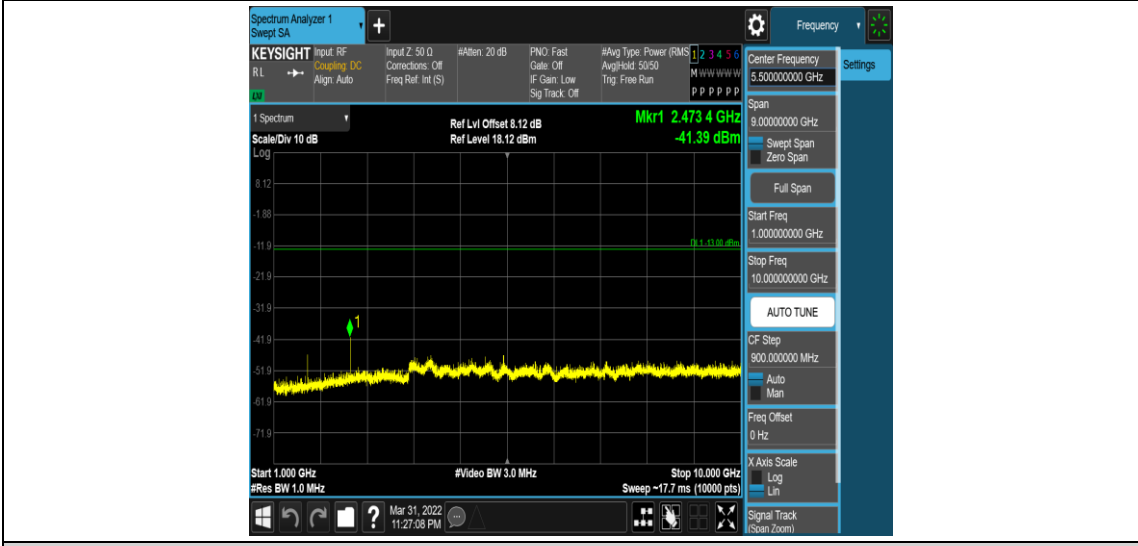 Spectrum Analyzer 1
Swept SA
+
Frequency
KEYSIGHT
RL
Input: RF
Coupling: DC
Align: Auto
Input Z: 50 Ω
Corrections: Off
Freq Ref: Int (S)
#Atten: 20 dB
PNO: Fast
Gate: Off
IF Gain: Low
Sig Track: Off
#Avg Type: Power (RMS
Avg|Hold: 50/50
Trig: Free Run
1 2 3 4 5 6
M W W W W W
P P P P P P
1 Spectrum
Scale/Div 10 dB
Log
Ref Lvl Offset 8.12 dB
Ref Level 18.12 dBm
Mkr1 2.473 4 GHz
-41.39 dBm
8.12
-1.88
-11.9
-21.9
-31.9
-41.9
-51.9
-61.9
-71.9
DL1 -13.00 dBm
1
Start 1.000 GHz
#Res BW 1.0 MHz
#Video BW 3.0 MHz
Stop 10.000 GHz
Sweep ~17.7 ms (10000 pts)
?
Mar 31, 2022
11:27:08 PM
Center Frequency
5.500000000 GHz
Settings
Span
9.00000000 GHz
Swept Span
Zero Span
Full Span
Start Freq
1.000000000 GHz
Stop Freq
10.000000000 GHz
AUTO TUNE
CF Step
900.000000 MHz
Auto
Man
Freq Offset
0 Hz
X Axis Scale
Log
Lin
Signal Track
(Span Zoom)